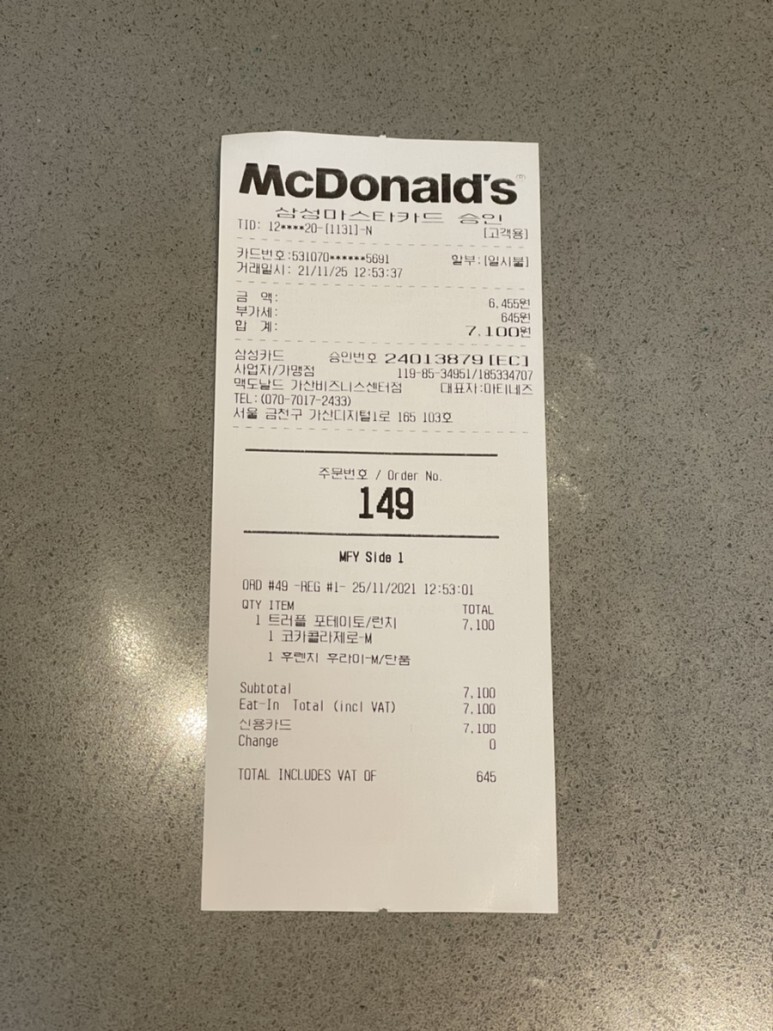 McDonald's®
삼성마스타카드 승인
TID: 12****20-[1131]-N [고객용]
카드번호:531070******5691 할부:[일시불]
거래일시: 21/11/25 12:53:37
금 액: 6,455원
부가세: 645원
합 계: 7,100원
삼성카드 승인번호 24013879[EC]
사업자/가맹점 119-85-34951/185334707
맥도날드 가산비즈니스센터점 대표자:마티네즈
TEL:(070-7017-2433)
서울 금천구 가산디지털1로 165 103호
주문번호 / Order No.
149
MFY Side 1
ORD #49 -REG #1- 25/11/2021 12:53:01
QTY ITEM TOTAL
1 트러플 포테이토/런치 7,100
1 코카콜라제로-M
1 후렌치 후라이-M/단품
Subtotal 7,100
Eat-In Total (incl VAT) 7,100
신용카드 7,100
Change 0
TOTAL INCLUDES VAT OF 645